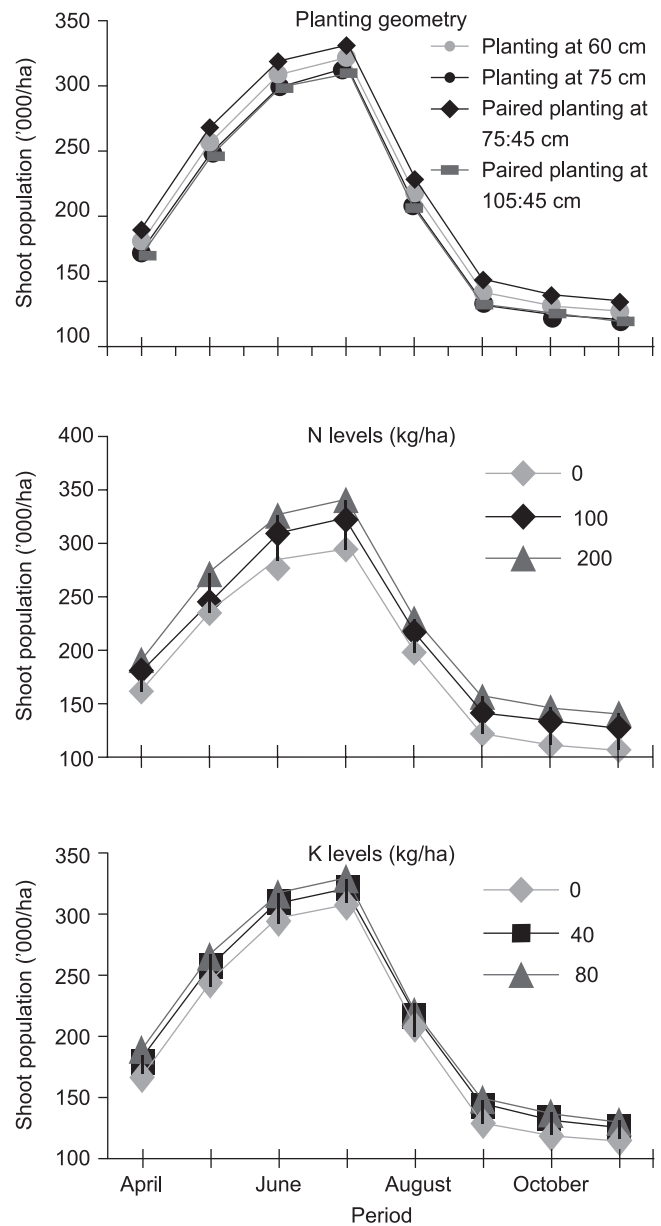 Planting geometry
350
300
250
200
150
100
Shoot population ('000/ha)
Planting at 60 cm
Planting at 75 cm
Paired planting at
75:45 cm
Paired planting at
105:45 cm
N levels (kg/ha)
400
350
300
250
200
150
100
Shoot population ('000/ha)
0
100
200
K levels (kg/ha)
350
300
250
200
150
100
Shoot population ('000/ha)
0
40
80
April June August October
Period